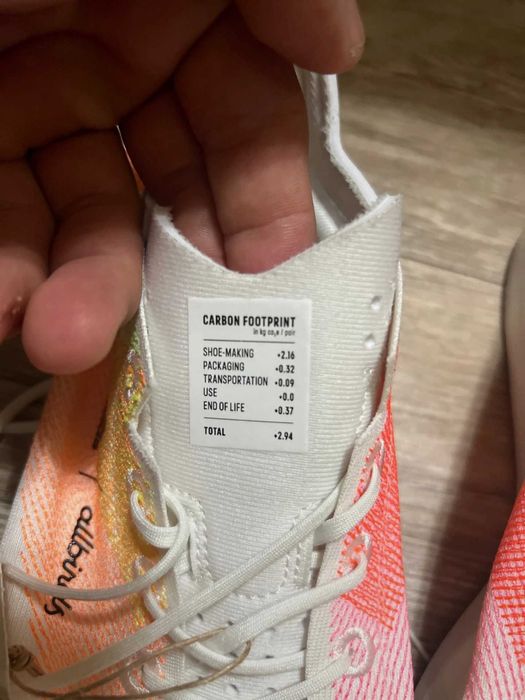 CARBON FOOTPRINT
in kg co₂e / pair
SHOE-MAKING +2.16
PACKAGING +0.32
TRANSPORTATION +0.09
USE +0.0
END OF LIFE +0.37
TOTAL +2.94
allbirds